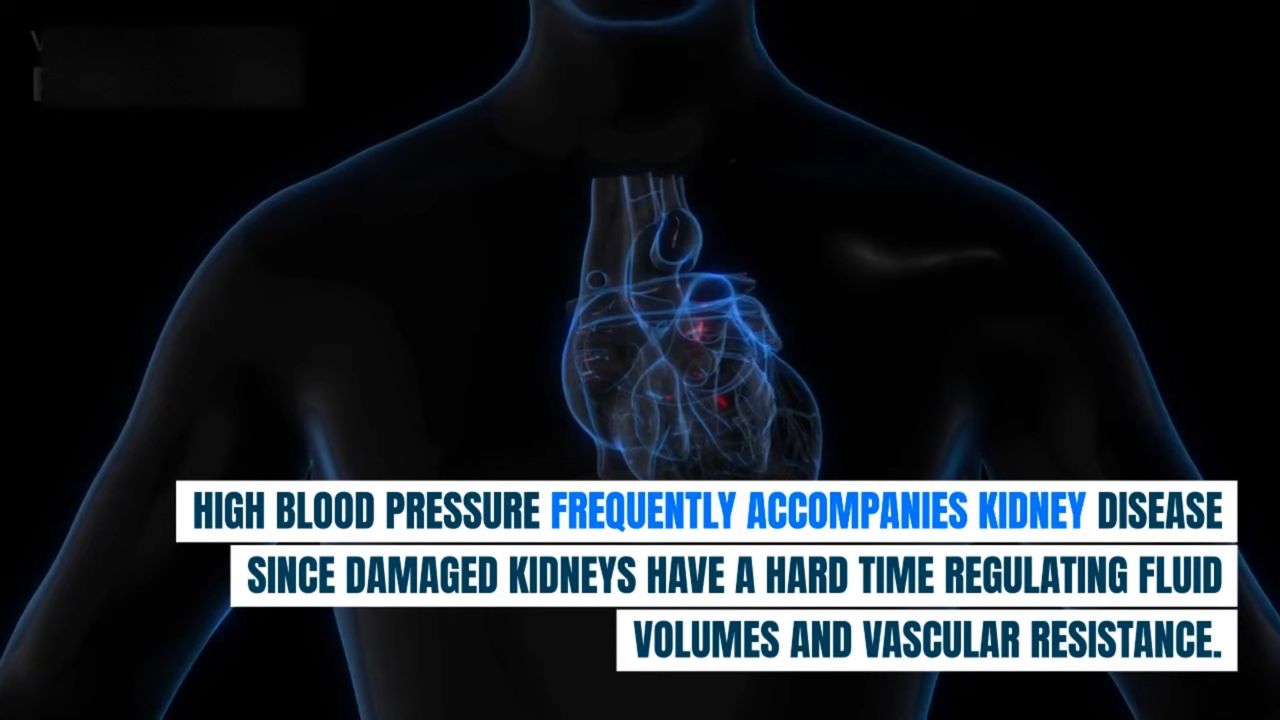 HIGH BLOOD PRESSURE FREQUENTLY ACCOMPANIES KIDNEY DISEASE
SINCE DAMAGED KIDNEYS HAVE A HARD TIME REGULATING FLUID
VOLUMES AND VASCULAR RESISTANCE.